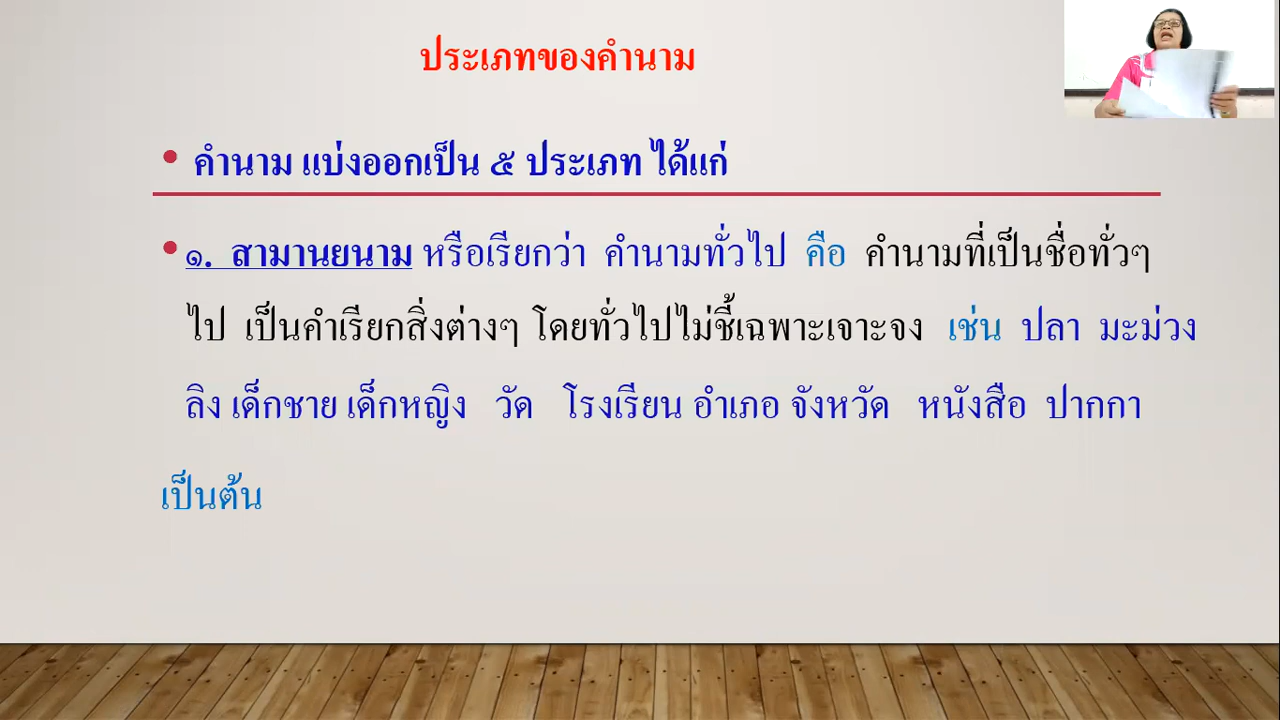 ประเภทของคำนาม
คำนาม แบ่งออกเป็น ๕ ประเภท ได้แก่
๑. สามานยนาม หรือเรียกว่า คำนามทั่วไป คือ คำนามที่เป็นชื่อทั่วๆ
ไป เป็นคำเรียกสิ่งต่างๆ โดยทั่วไปไม่ชี้เฉพาะเจาะจง เช่น ปลา มะม่วง
ลิง เด็กชาย เด็กหญิง วัด โรงเรียน อำเภอ จังหวัด หนังสือ ปากกา
เป็นต้น